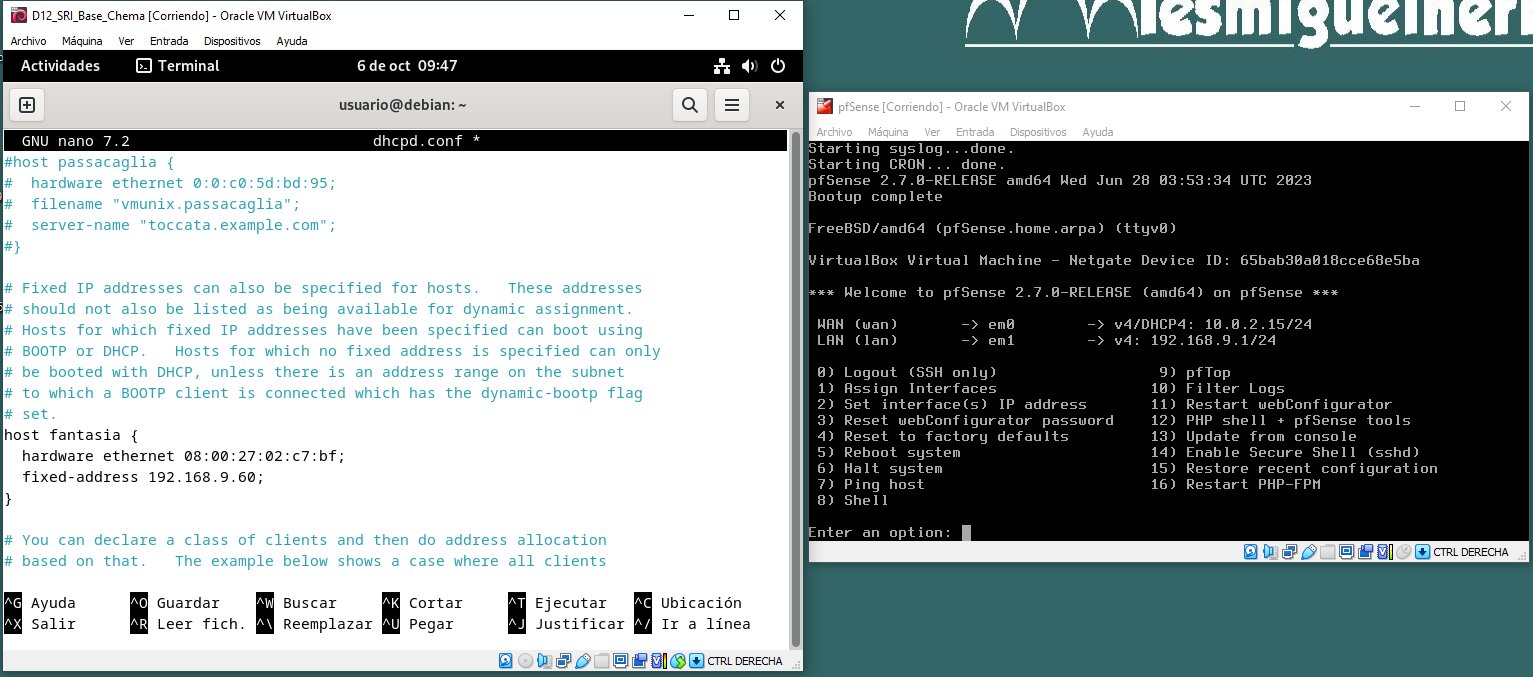 D12_SRI_Base_Chema [Corriendo] - Oracle VM VirtualBox
Archivo Máquina Ver Entrada Dispositivos Ayuda
Actividades Terminal 6 de oct 09:47
usuario@debian: ~
GNU nano 7.2 dhcpd.conf *
#host passacaglia {
#  hardware ethernet 0:0:c0:5d:bd:95;
#  filename "vmunix.passacaglia";
#  server-name "toccata.example.com";
#}
# Fixed IP addresses can also be specified for hosts.   These addresses
# should not also be listed as being available for dynamic assignment.
# Hosts for which fixed IP addresses have been specified can boot using
# BOOTP or DHCP.   Hosts for which no fixed address is specified can only
# be booted with DHCP, unless there is an address range on the subnet
# to which a BOOTP client is connected which has the dynamic-bootp flag
# set.
host fantasia {
  hardware ethernet 08:00:27:02:c7:bf;
  fixed-address 192.168.9.60;
}
# You can declare a class of clients and then do address allocation
# based on that.   The example below shows a case where all clients
^G Ayuda ^O Guardar ^W Buscar ^K Cortar ^T Ejecutar ^C Ubicación
^X Salir ^R Leer fich. ^\ Reemplazar ^U Pegar ^J Justificar ^/ Ir a línea
CTRL DERECHA
pfSense [Corriendo] - Oracle VM VirtualBox
Archivo Máquina Ver Entrada Dispositivos Ayuda
Starting syslog...done.
Starting CRON... done.
pfSense 2.7.0-RELEASE amd64 Wed Jun 28 03:53:34 UTC 2023
Bootup complete
FreeBSD/amd64 (pfSense.home.arpa) (ttyv0)
VirtualBox Virtual Machine - Netgate Device ID: 65bab30a018cce68e5ba
*** Welcome to pfSense 2.7.0-RELEASE (amd64) on pfSense ***
WAN (wan) -> em0 -> v4/DHCP4: 10.0.2.15/24
LAN (lan) -> em1 -> v4: 192.168.9.1/24
0) Logout (SSH only) 9) pfTop
1) Assign Interfaces 10) Filter Logs
2) Set interface(s) IP address 11) Restart webConfigurator
3) Reset webConfigurator password 12) PHP shell + pfSense tools
4) Reset to factory defaults 13) Update from console
5) Reboot system 14) Enable Secure Shell (sshd)
6) Halt system 15) Restore recent configuration
7) Ping host 16) Restart PHP-FPM
8) Shell
Enter an option:
CTRL DERECHA